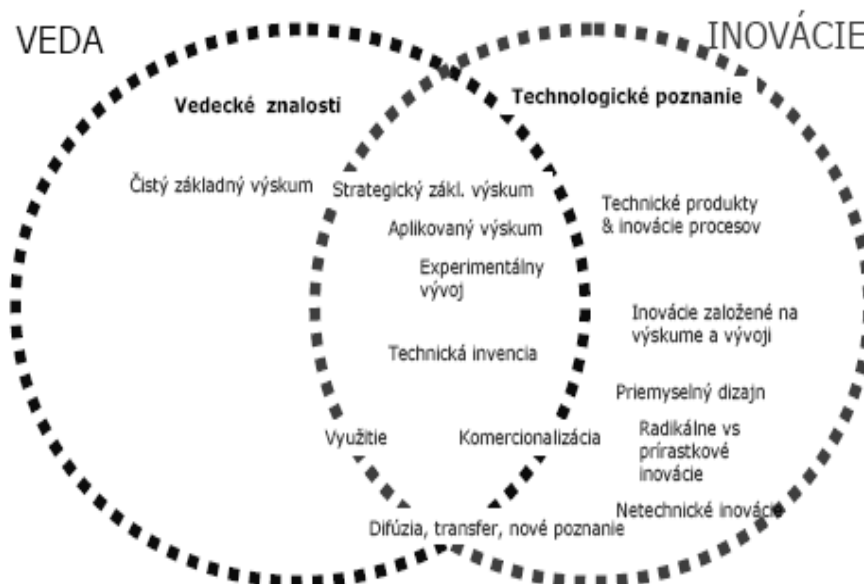 VEDA
INOVÁCIE
Vedecké znalosti
Technologické poznanie
Čistý základný výskum
Strategický zákl. výskum
Aplikovaný výskum
Experimentálny
vývoj
Technická invencia
Využitie
Komercionalizácia
Difúzia, transfer, nové poznanie
Technické produkty
& inovácie procesov
Inovácie založené na
výskume a vývoji
Priemyselný dizajn
Radikálne vs
prírastkové
inovácie
Netechnické inovácie